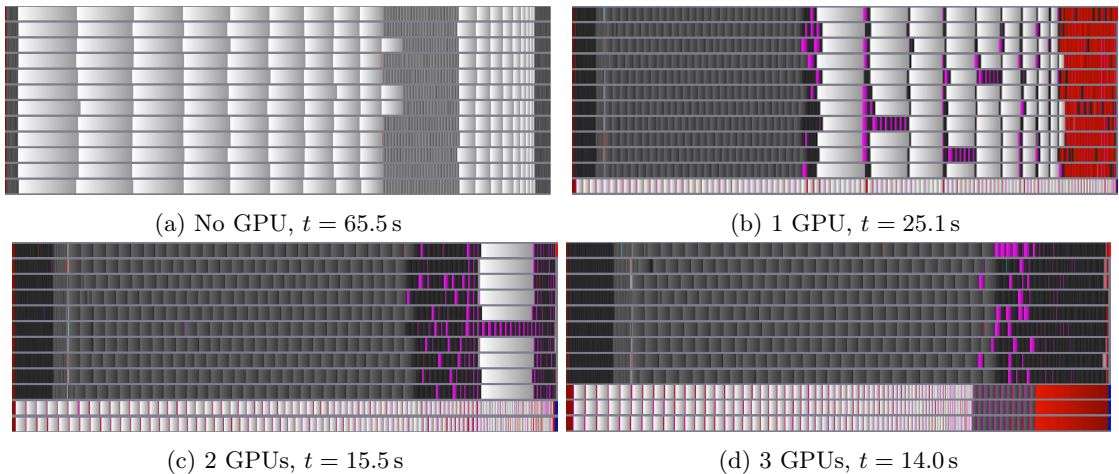 (a) No GPU, t = 65.5 s
(b) 1 GPU, t = 25.1 s
(c) 2 GPUs, t = 15.5 s
(d) 3 GPUs, t = 14.0 s